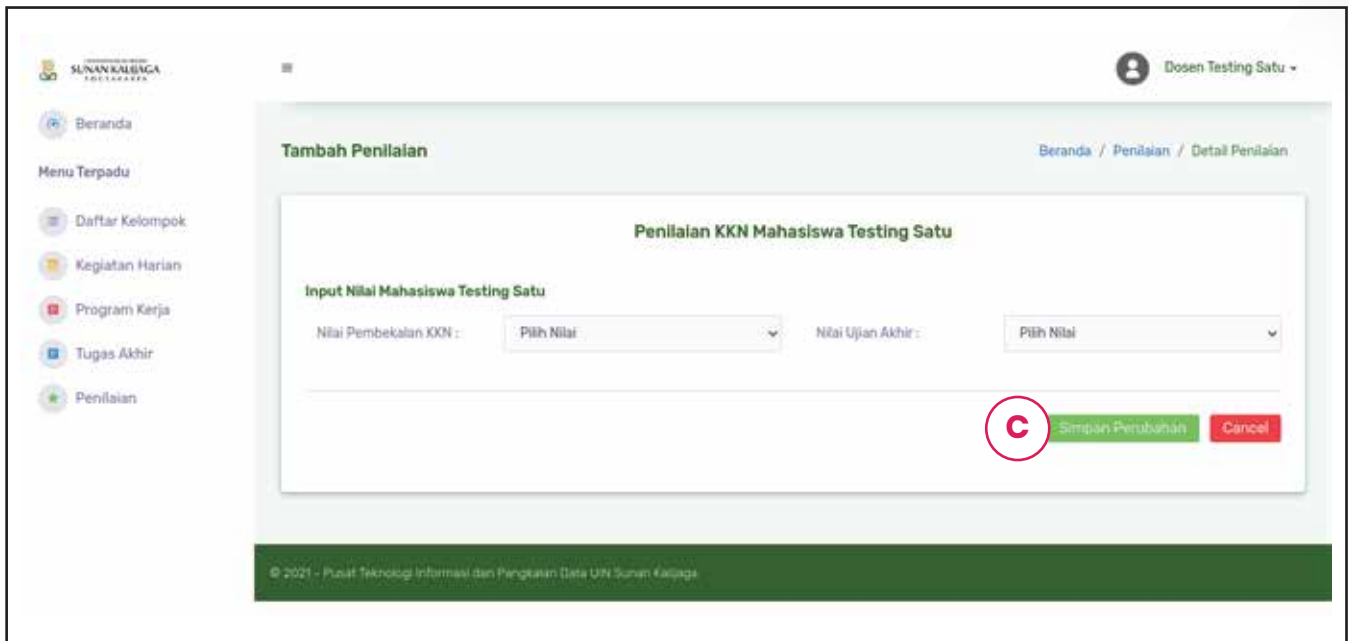 SUNAN KALIJAGA
YOGYAKARTA
Dosen Testing Satu
Beranda
Menu Terpadu
Daftar Kelompok
Kegiatan Harian
Program Kerja
Tugas Akhir
Penilaian
Tambah Penilaian
Beranda / Penilaian / Detail Penilaian
Penilaian KKN Mahasiswa Testing Satu
Input Nilai Mahasiswa Testing Satu
Nilai Pembekalan KKN : Pilih Nilai Nilai Ujian Akhir : Pilih Nilai
C Simpan Perubahan Cancel
© 2021 - Pusat Teknologi Informasi dan Pangkalan Data UIN Sunan Kalijaga